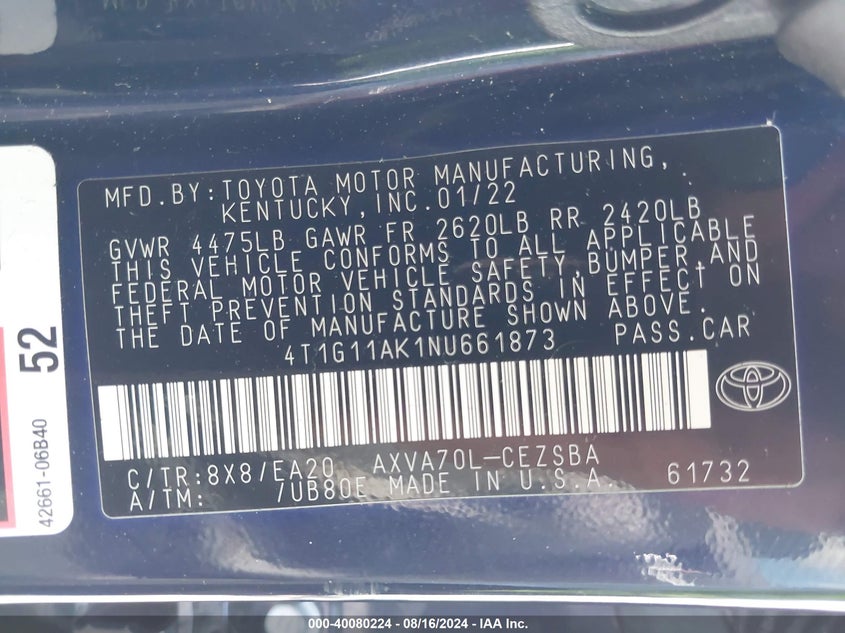 MFD.BY:TOYOTA MOTOR MANUFACTURING,
KENTUCKY,INC.01/22
GVWR 4475LB GAWR FR 2620LB RR 2420LB
THIS VEHICLE CONFORMS TO ALL APPLICABLE
FEDERAL MOTOR VEHICLE SAFETY,BUMPER,AND
THEFT PREVENTION STANDARDS IN EFFECT ON
THE DATE OF MANUFACTURE SHOWN ABOVE.
4T1G11AK1NU661873 PASS.CAR
C/TR:8X8/EA20 AXVA70L-CEZSBA
A/TM: /UB80E MADE IN U.S.A. 61732
52
42661-06B40
000-40080224 - 08/16/2024 - IAA Inc.